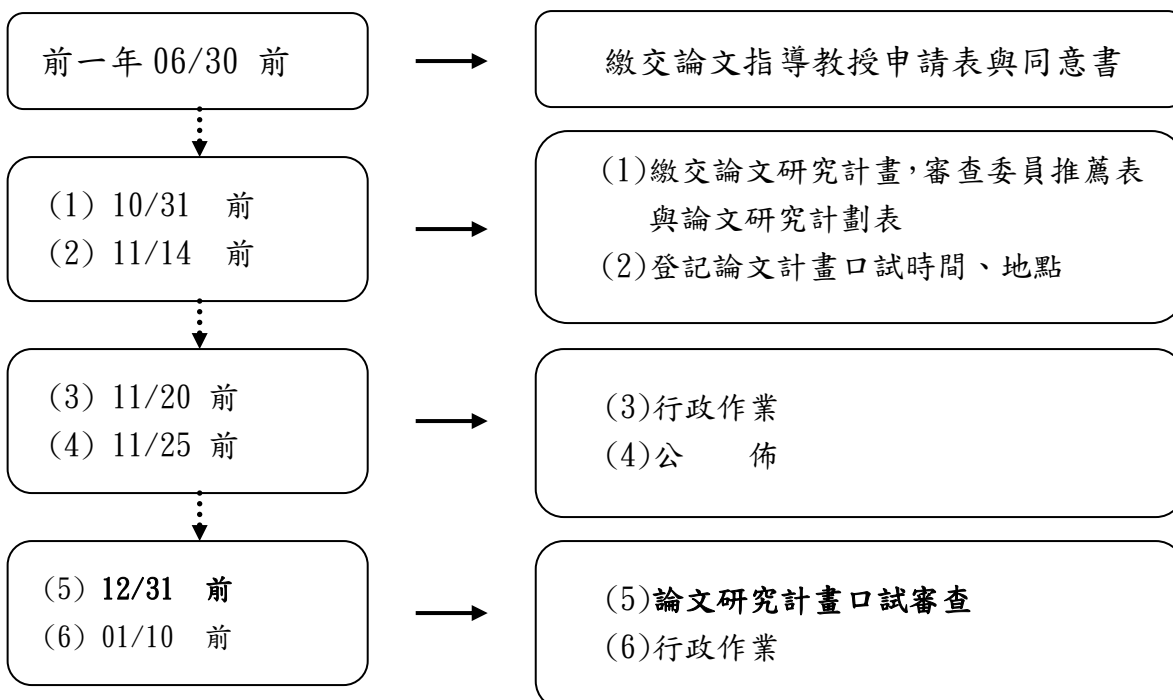 前一年 06/30 前
繳交論文指導教授申請表與同意書
(1) 10/31 前
(2) 11/14 前
(1)繳交論文研究計畫，審查委員推薦表
與論文研究計劃表
(2)登記論文計畫口試時間、地點
(3) 11/20 前
(4) 11/25 前
(3)行政作業
(4)公 佈
(5) 12/31 前
(6) 01/10 前
(5)論文研究計畫口試審查
(6)行政作業